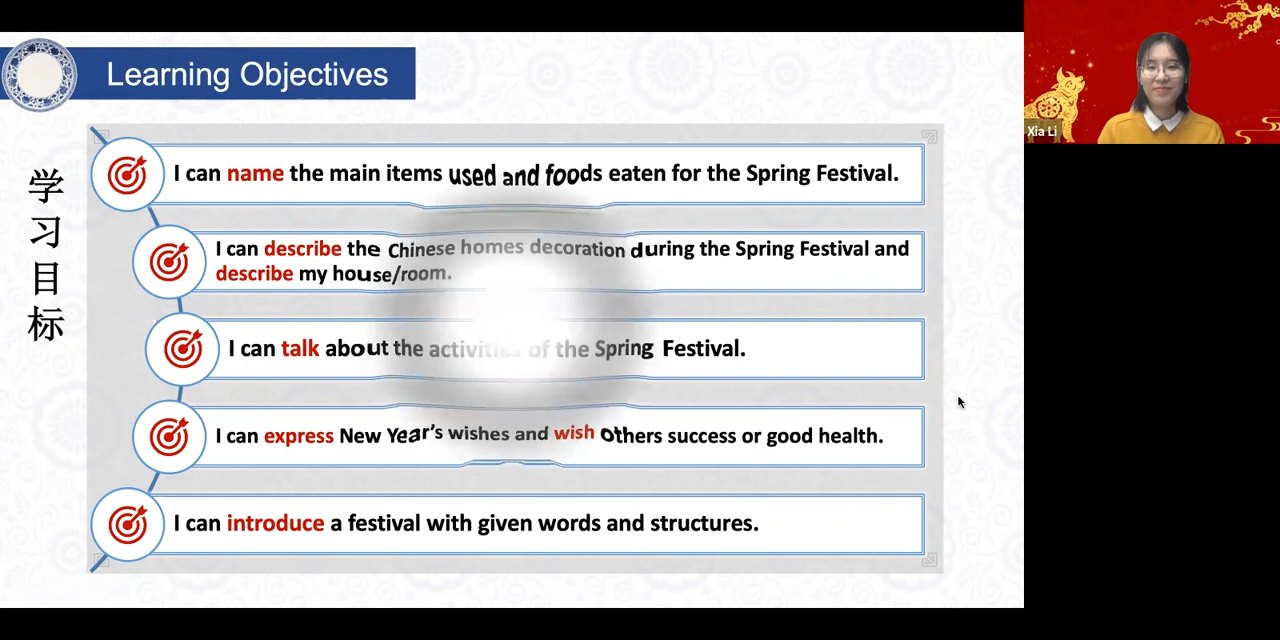 Learning Objectives
学习目标
I can name the main items used and foods eaten for the Spring Festival.
I can describe the Chinese homes decoration during the Spring Festival and
describe my house/room.
I can talk about the activities of the Spring Festival.
I can express New Year's wishes and wish others success or good health.
I can introduce a festival with given words and structures.
Xia Li